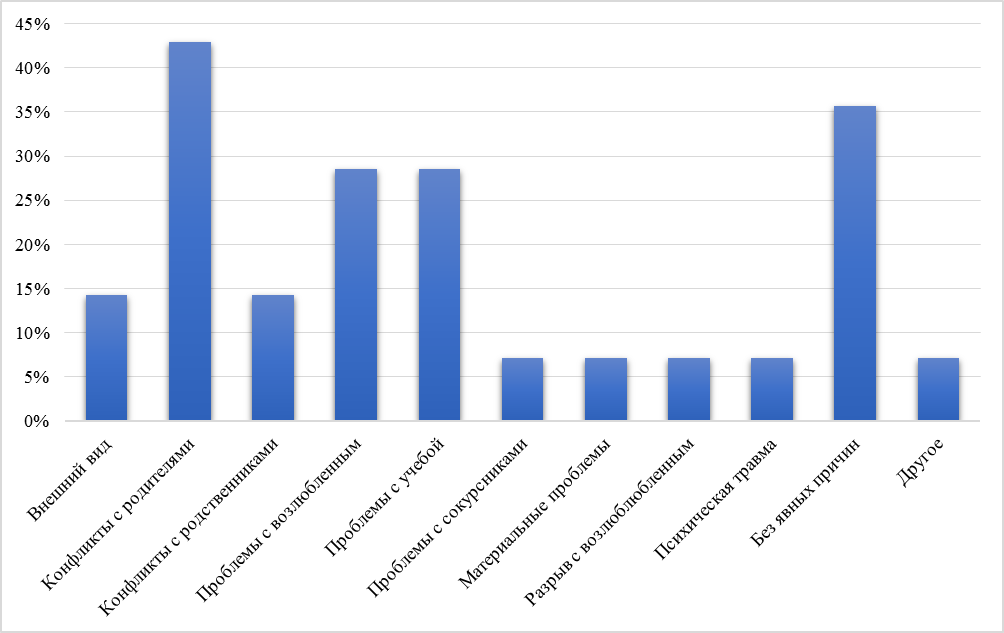 45%
40%
35%
30%
25%
20%
15%
10%
5%
0%
Внешний вид
Конфликты с родителями
Конфликты с родственниками
Проблемы с возлюбленным
Проблемы с учебой
Проблемы с сокурсниками
Материальные проблемы
Разрыв с возлюблюбленным
Психическая травма
Без явных причин
Другое